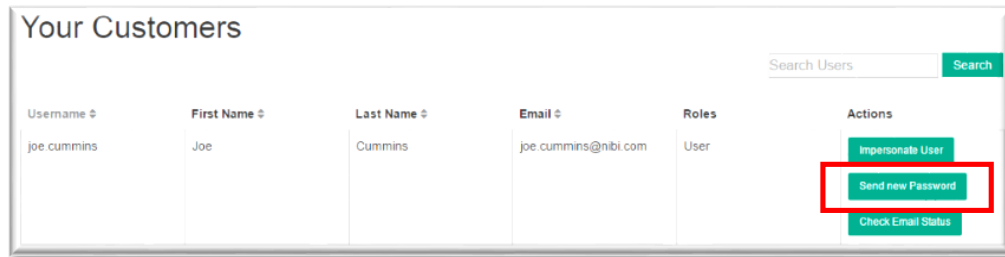 Your Customers
Search Users Search
Username First Name Last Name Email Roles Actions
joe.cummins Joe Cummins joe.cummins@nibi.com User Impersonate User
Send new Password
Check Email Status